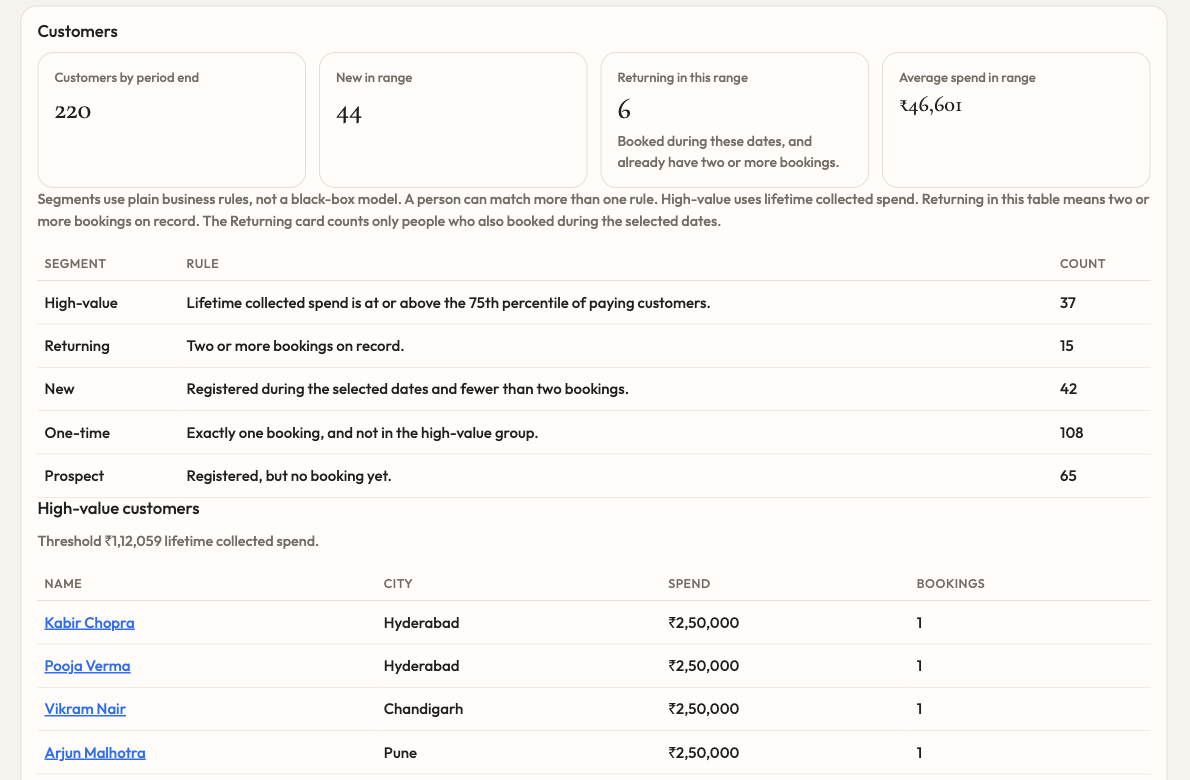 Customers
Customers by period end
220
New in range
44
Returning in this range
6
Booked during these dates, and
already have two or more bookings.
Average spend in range
₹46,601
Segments use plain business rules, not a black-box model. A person can match more than one rule. High-value uses lifetime collected spend. Returning in this table means two or
more bookings on record. The Returning card counts only people who also booked during the selected dates.
SEGMENT RULE COUNT
High-value Lifetime collected spend is at or above the 75th percentile of paying customers. 37
Returning Two or more bookings on record. 15
New Registered during the selected dates and fewer than two bookings. 42
One-time Exactly one booking, and not in the high-value group. 108
Prospect Registered, but no booking yet. 65
High-value customers
Threshold ₹1,12,059 lifetime collected spend.
NAME CITY SPEND BOOKINGS
Kabir Chopra Hyderabad ₹2,50,000 1
Pooja Verma Hyderabad ₹2,50,000 1
Vikram Nair Chandigarh ₹2,50,000 1
Arjun Malhotra Pune ₹2,50,000 1